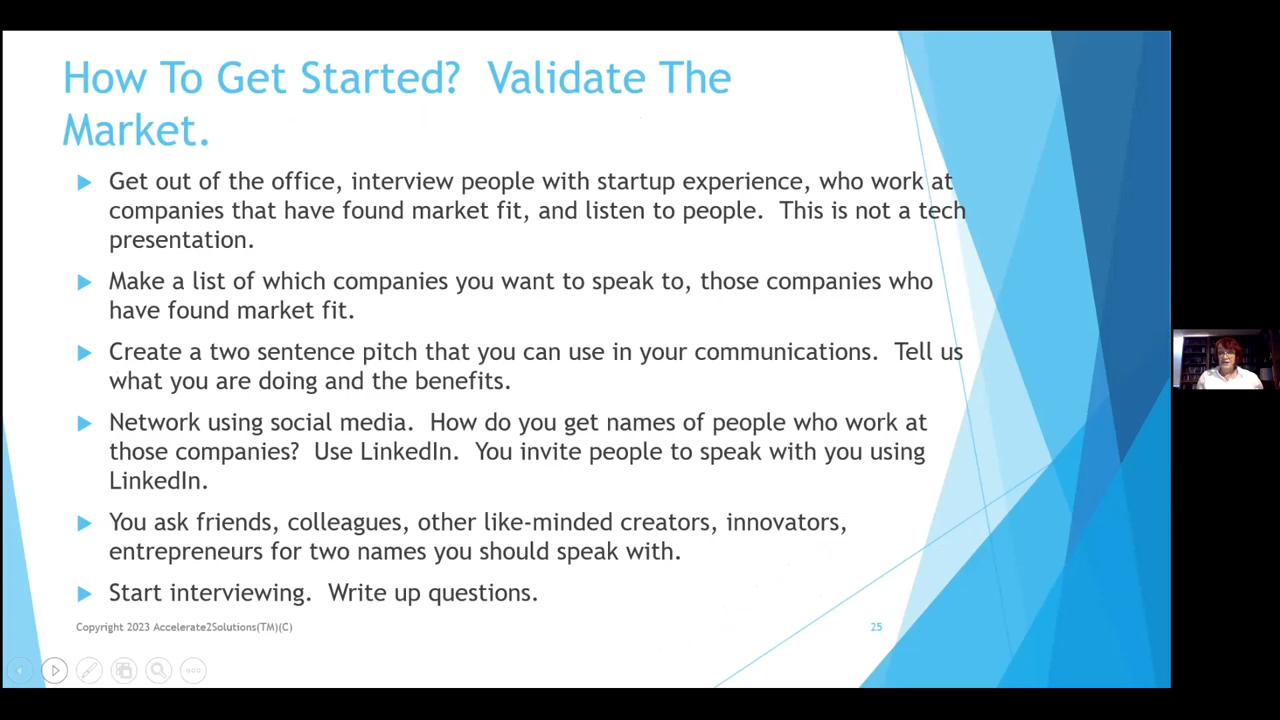 How To Get Started?  Validate The
Market.
Get out of the office, interview people with startup experience, who work at
companies that have found market fit, and listen to people.  This is not a tech
presentation.
Make a list of which companies you want to speak to, those companies who
have found market fit.
Create a two sentence pitch that you can use in your communications.  Tell us
what you are doing and the benefits.
Network using social media.  How do you get names of people who work at
those companies?  Use LinkedIn.  You invite people to speak with you using
LinkedIn.
You ask friends, colleagues, other like-minded creators, innovators,
entrepreneurs for two names you should speak with.
Start interviewing.  Write up questions.
Copyright 2023 Accelerate2Solutions(TM)(C)
25